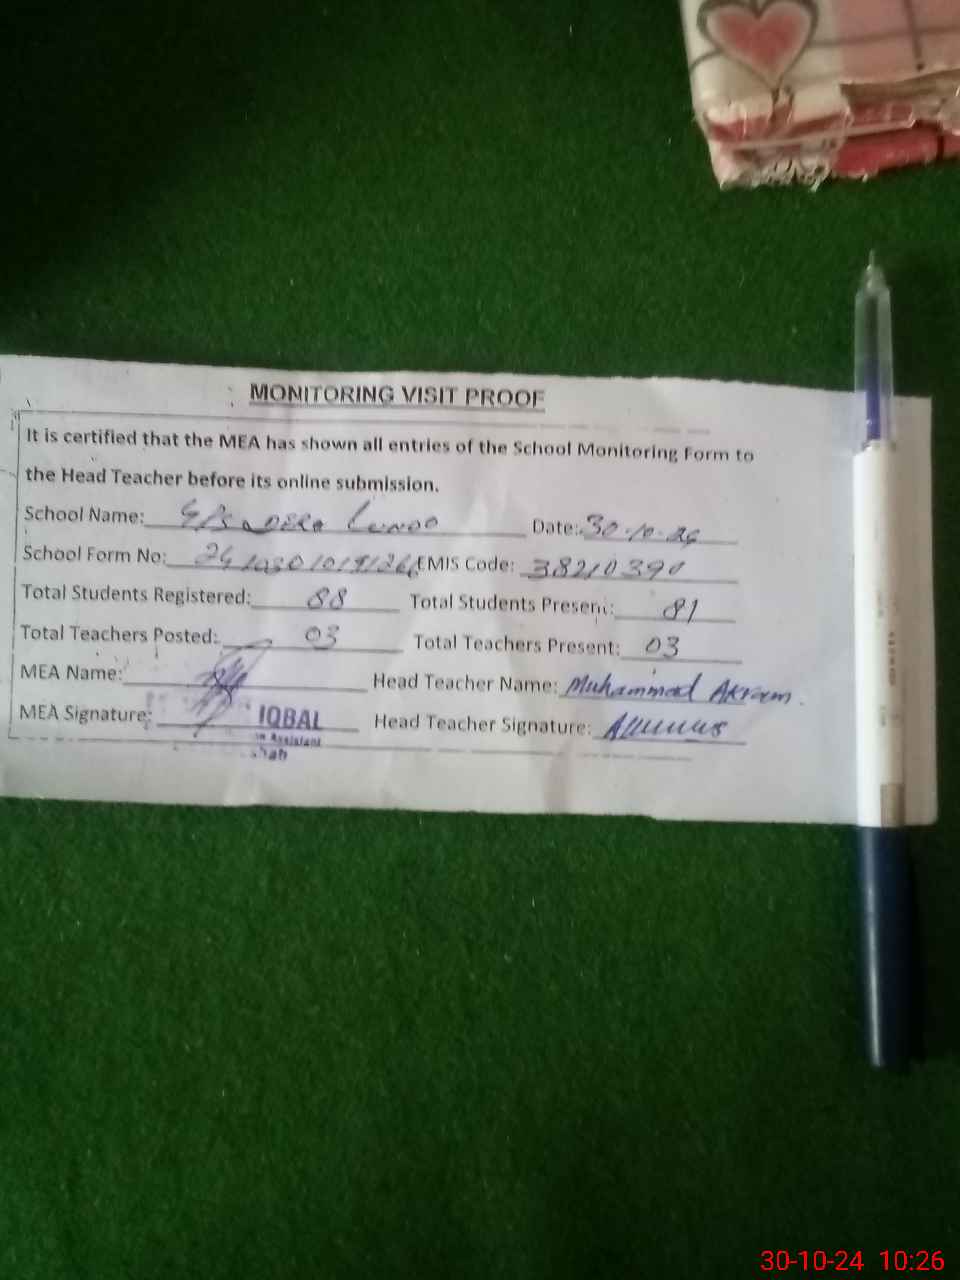 MONITORING VISIT PROOF
It is certified that the MEA has shown all entries of the School Monitoring Form to
the Head Teacher before its online submission.
School Name: GPS DERA Date: 30-10-24
School Form No: EMIS Code: 38210390
Total Students Registered: 88 Total Students Present: 81
Total Teachers Posted: 03 Total Teachers Present: 03
MEA Name: Head Teacher Name: Muhammad Akram.
MEA Signature: IQBAL Head Teacher Signature:
Assistant
30-10-24 10:26